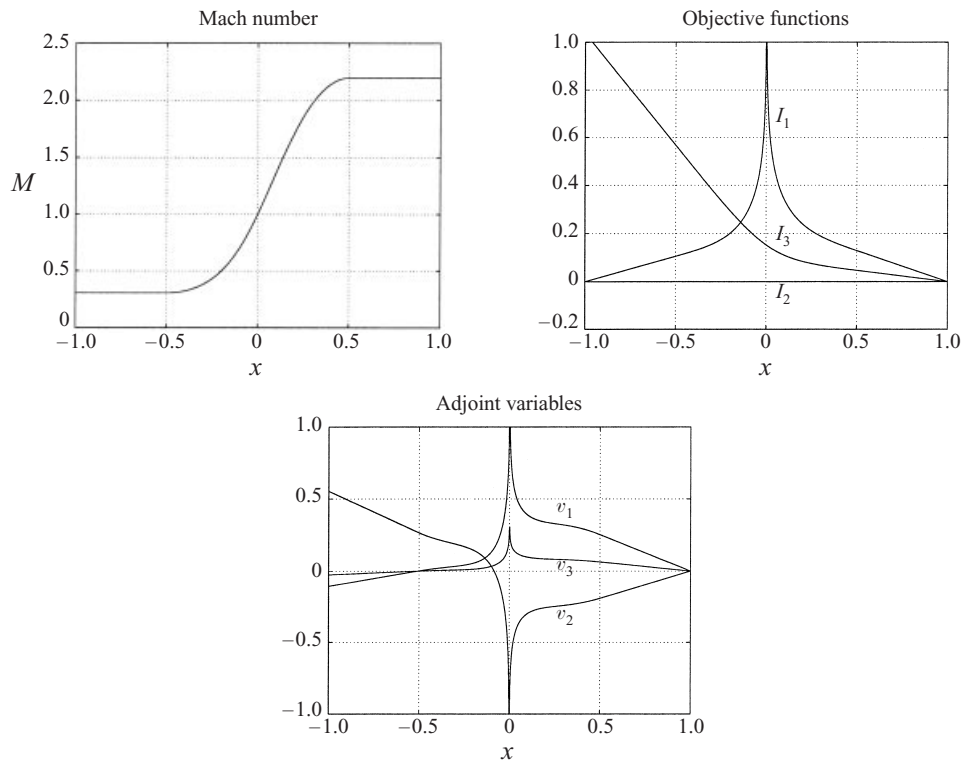 Mach number
2.5
2.0
1.5
M
1.0
0.5
0
−1.0 −0.5 0 0.5 1.0
x
Objective functions
1.0
0.8
I1
0.6
0.4
I3
0.2
0
I2
−0.2
−1.0 −0.5 0 0.5 1.0
x
Adjoint variables
1.0
0.5
v1
0
v3
v2
−0.5
−1.0
−1.0 −0.5 0 0.5 1.0
x